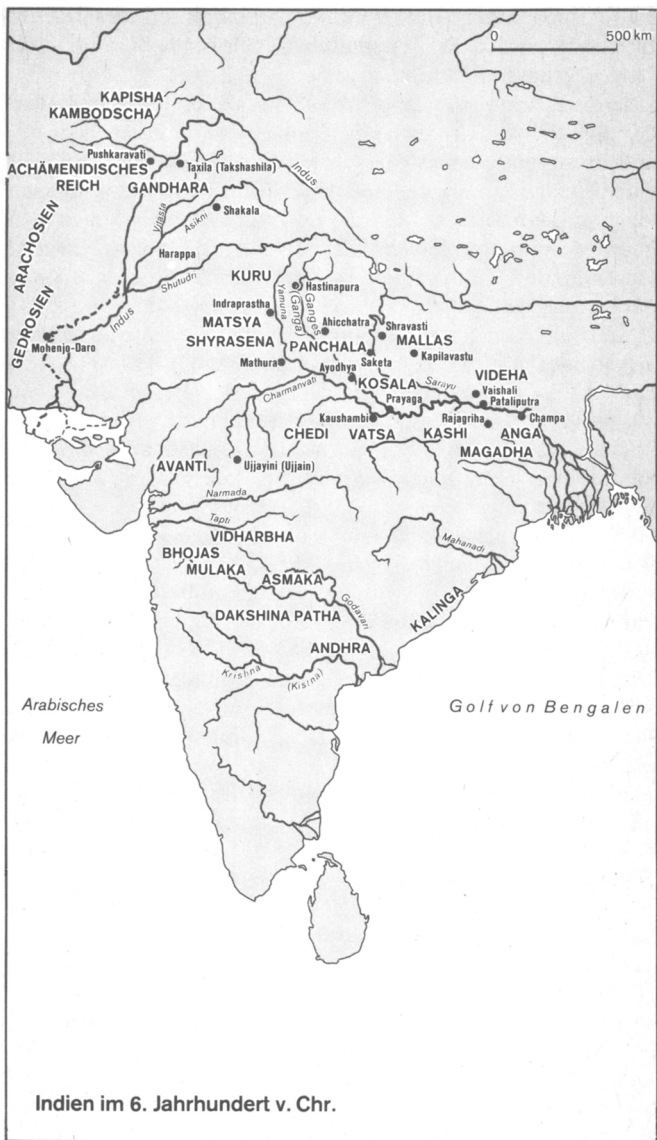 0 500 km
KAPISHA
KAMBODSCHA
Pushkaravati
Taxila (Takshashila)
Indus
ACHÄMENIDISCHES
REICH
GANDHARA
Vitasta
Asikni
Shakala
ARACHOSIEN
Harappa
Shutudri
GEDROSIEN
Indus
Mohenjo-Daro
KURU
Hastinapura
Yamuna
Ganges
(Ganga)
Indraprastha
MATSYA
SHYRASENA
Ahicchatra
Shravasti
MALLAS
PANCHALA
Kapilavastu
Mathura
Saketa
Ayodhya
KOSALA
VIDEHA
Sarayu
Vaishali
Charmanvati
Prayaga
Pataliputra
Kaushambi
Rajagriha
Champa
CHEDI
VATSA
KASHI
ANGA
MAGADHA
AVANTI
Ujjayini (Ujjain)
Narmada
Tapti
VIDHARBHA
Mahanadi
BHOJAS
MULAKA
ASMAKA
Godavari
KALINGA
DAKSHINA PATHA
ANDHRA
Krishna
(Kistna)
Arabisches
Meer
Golf von Bengalen
Indien im 6. Jahrhundert v. Chr.